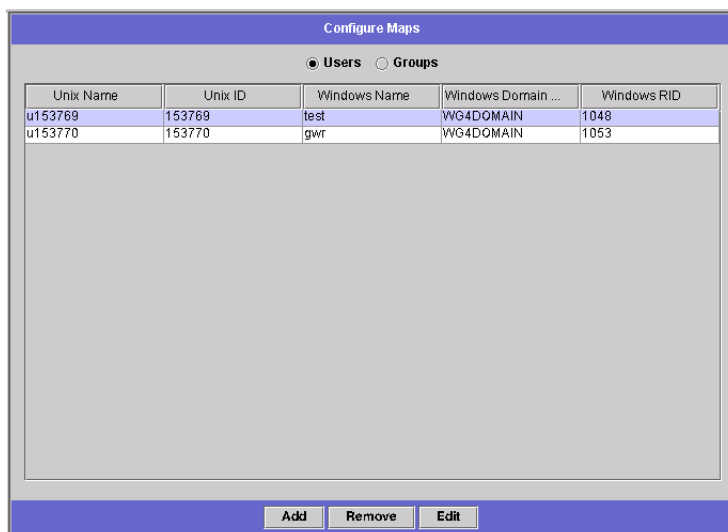 Configure Maps
Users Groups
Unix Name Unix ID Windows Name Windows Domain ... Windows RID
u153769 153769 test WG4DOMAIN 1048
u153770 153770 gwr WG4DOMAIN 1053
Add Remove Edit